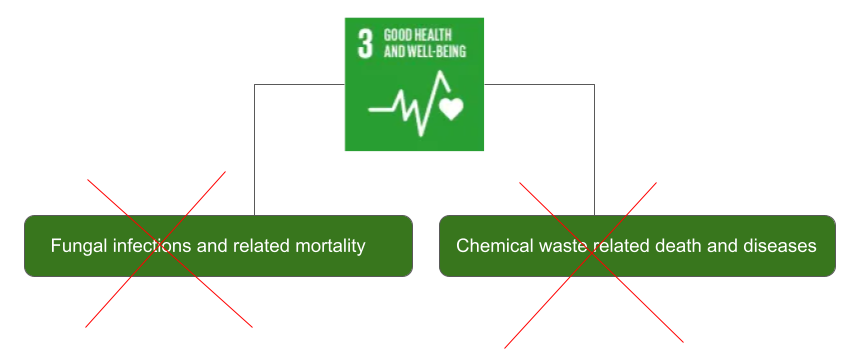 3 GOOD HEALTH
AND WELL-BEING
Fungal infections and related mortality
Chemical waste related death and diseases